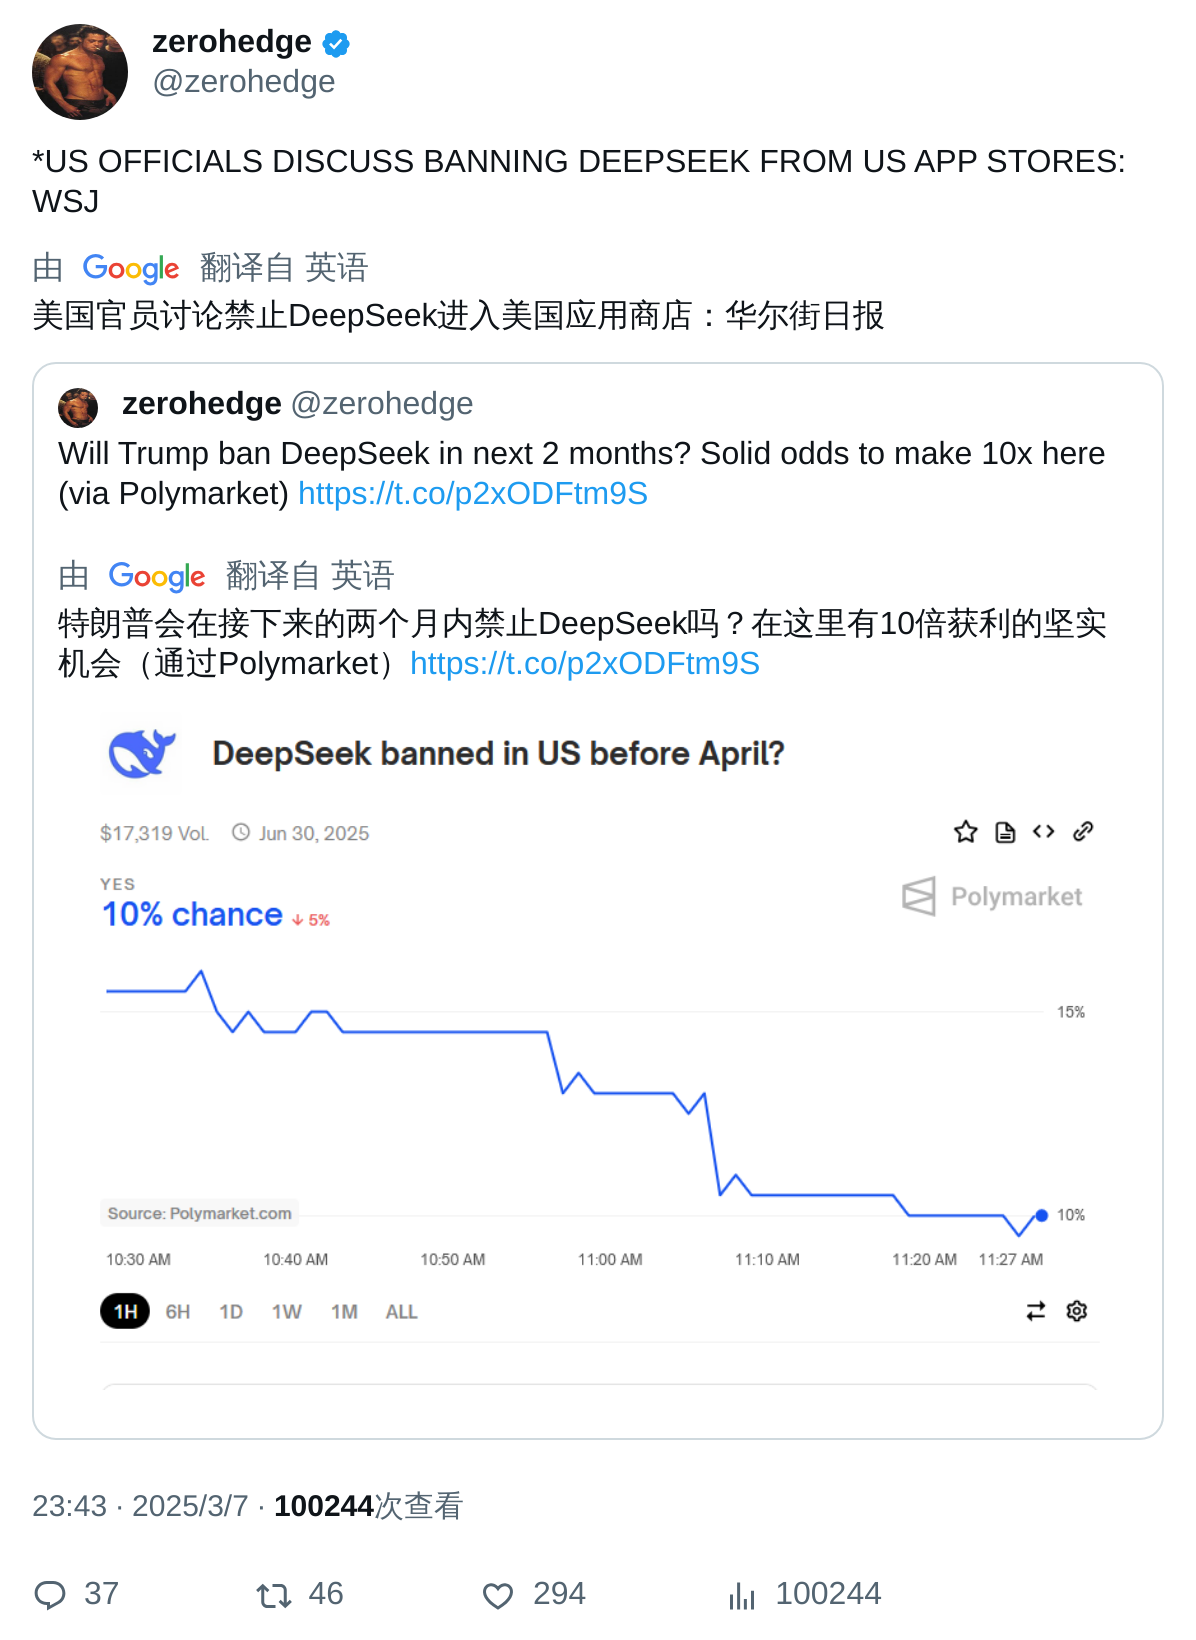 zerohedge
@zerohedge
*US OFFICIALS DISCUSS BANNING DEEPSEEK FROM US APP STORES:
WSJ
由 Google 翻译自 英语
美国官员讨论禁止DeepSeek进入美国应用商店：华尔街日报
zerohedge @zerohedge
Will Trump ban DeepSeek in next 2 months? Solid odds to make 10x here
(via Polymarket) https://t.co/p2xODFtm9S
由 Google 翻译自 英语
特朗普会在接下来的两个月内禁止DeepSeek吗？在这里有10倍获利的坚实
机会（通过Polymarket）https://t.co/p2xODFtm9S
DeepSeek banned in US before April?
$17,319 Vol. Jun 30, 2025
YES
10% chance ↓ 5%
Polymarket
15%
Source: Polymarket.com
10%
10:30 AM 10:40 AM 10:50 AM 11:00 AM 11:10 AM 11:20 AM 11:27 AM
1H 6H 1D 1W 1M ALL
23:43 · 2025/3/7 · 100244次查看
37 46 294 100244